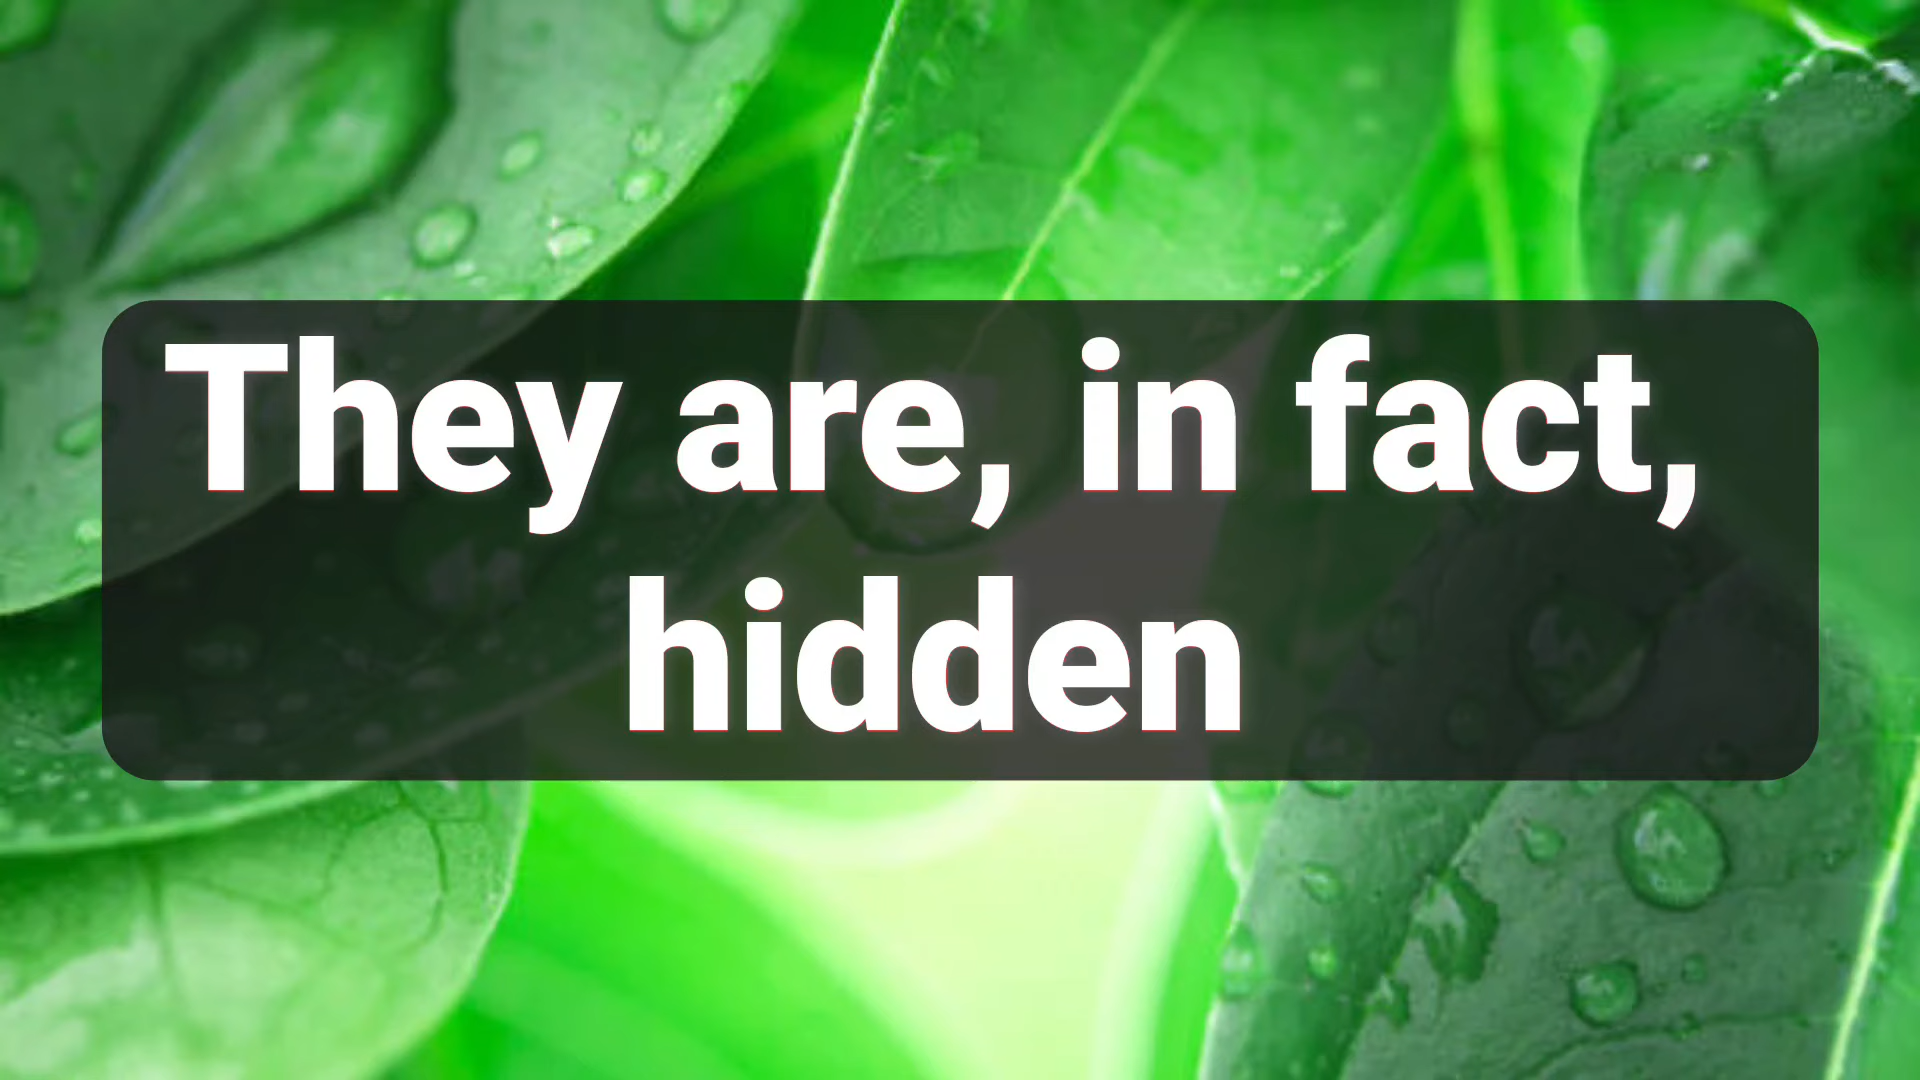 They are, in fact,
hidden